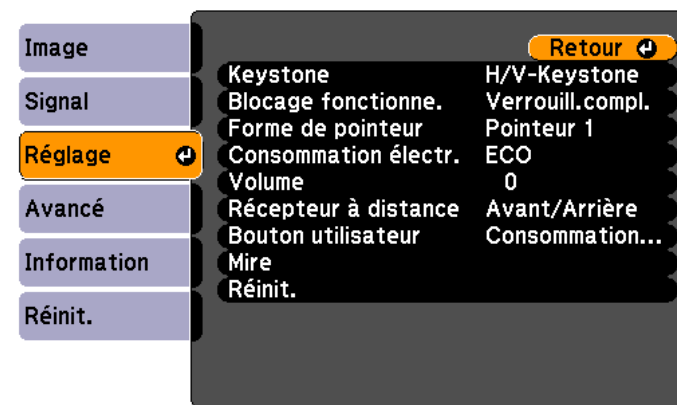 Image
Signal
Réglage
Avancé
Information
Réinit.
Retour
Keystone H/V-Keystone
Blocage fonctionne. Verrouill.compl.
Forme de pointeur Pointeur 1
Consommation électr. ECO
Volume 0
Récepteur à distance Avant/Arrière
Bouton utilisateur Consommation...
Mire
Réinit.